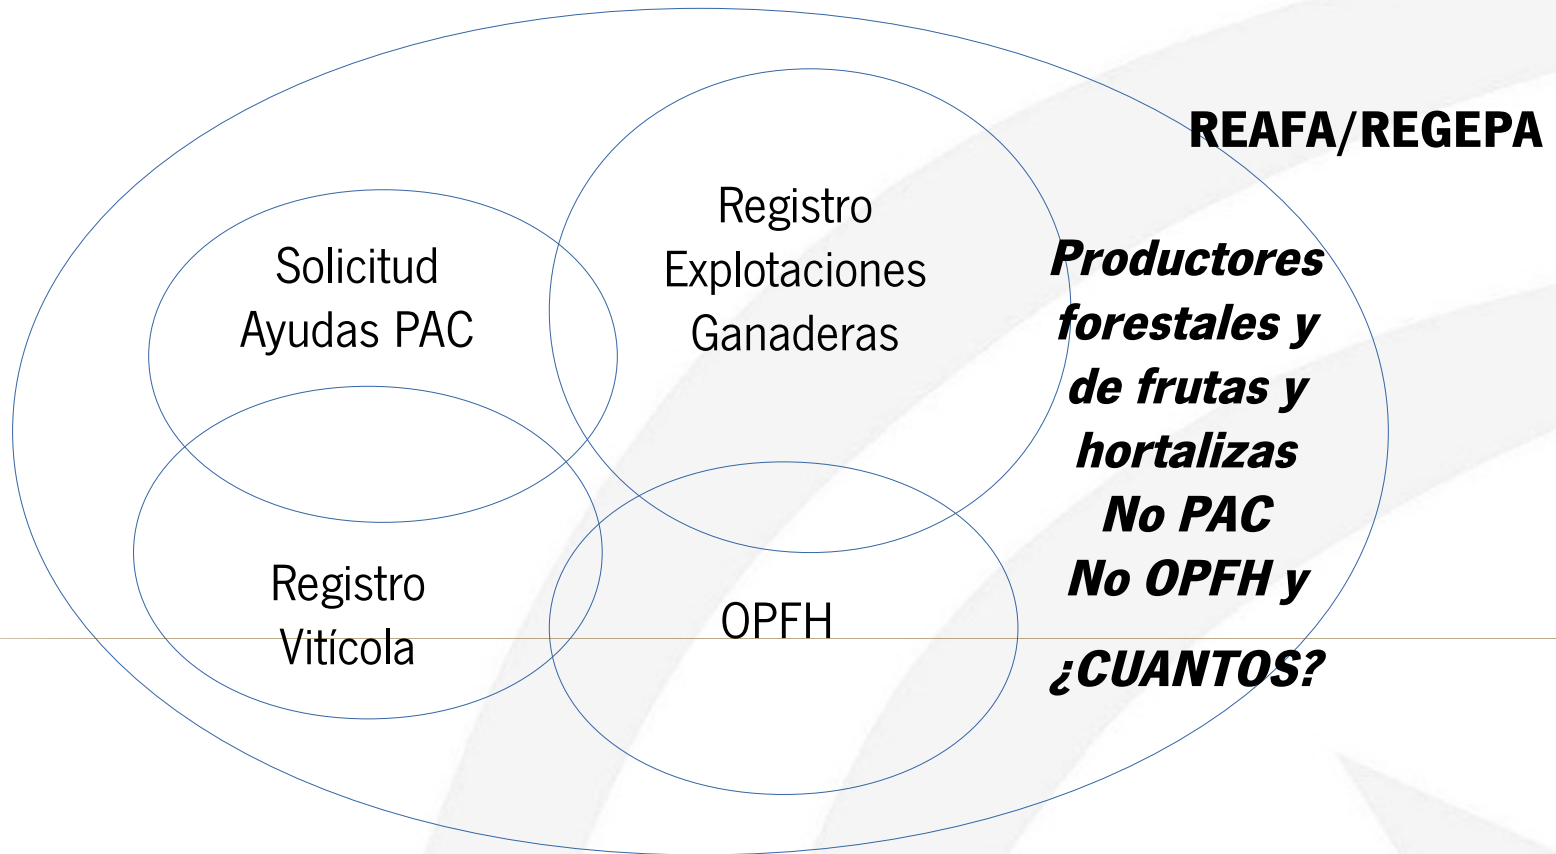 REAFA/REGEPA
Solicitud
Ayudas PAC
Registro
Explotaciones
Ganaderas
Productores
forestales y
de frutas y
hortalizas
No PAC
No OPFH y
¿CUANTOS?
Registro
Vitícola
OPFH